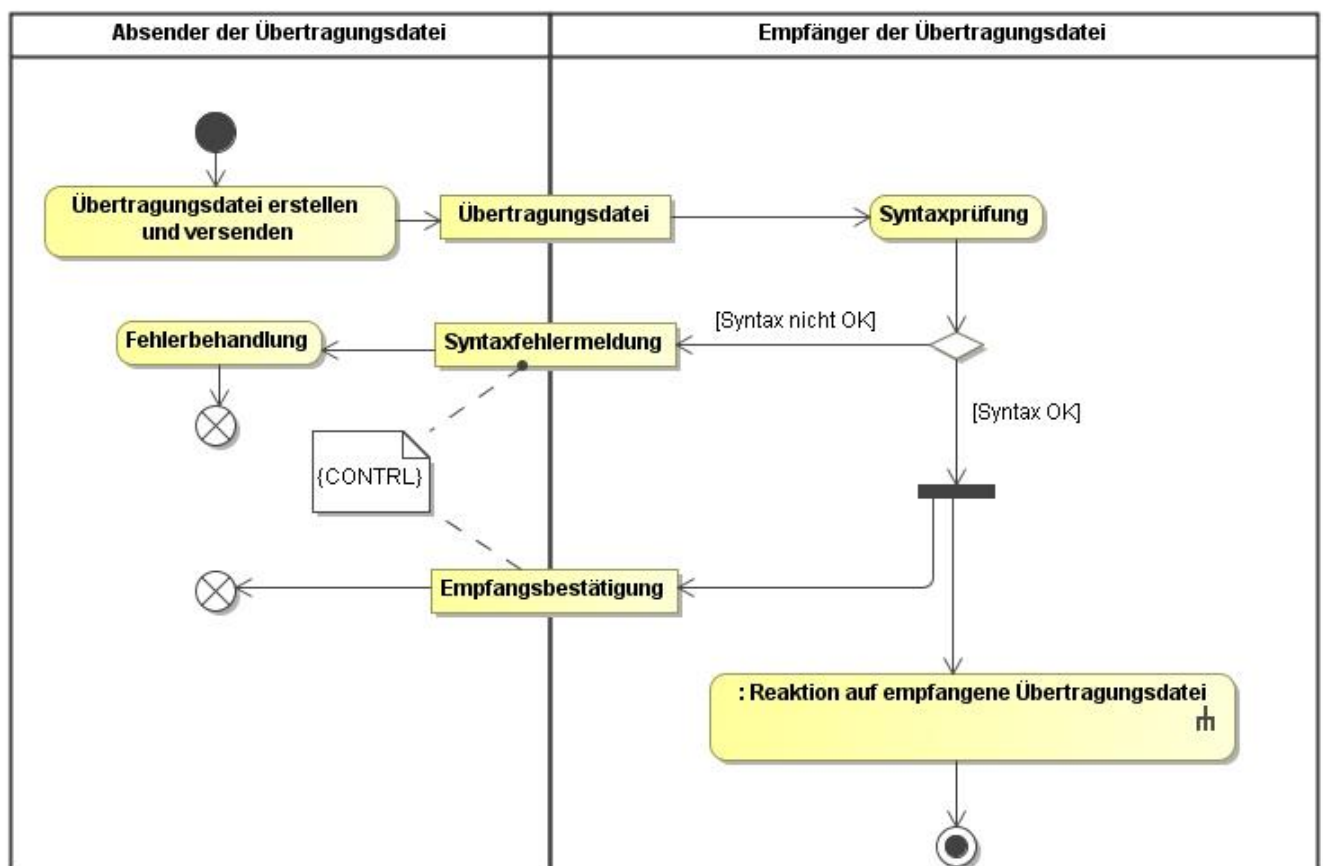 Absender der Übertragungsdatei
Empfänger der Übertragungsdatei
Übertragungsdatei erstellen
und versenden
Übertragungsdatei
Syntaxprüfung
[Syntax nicht OK]
Syntaxfehlermeldung
Fehlerbehandlung
[Syntax OK]
{CONTRL}
Empfangsbestätigung
: Reaktion auf empfangene Übertragungsdatei